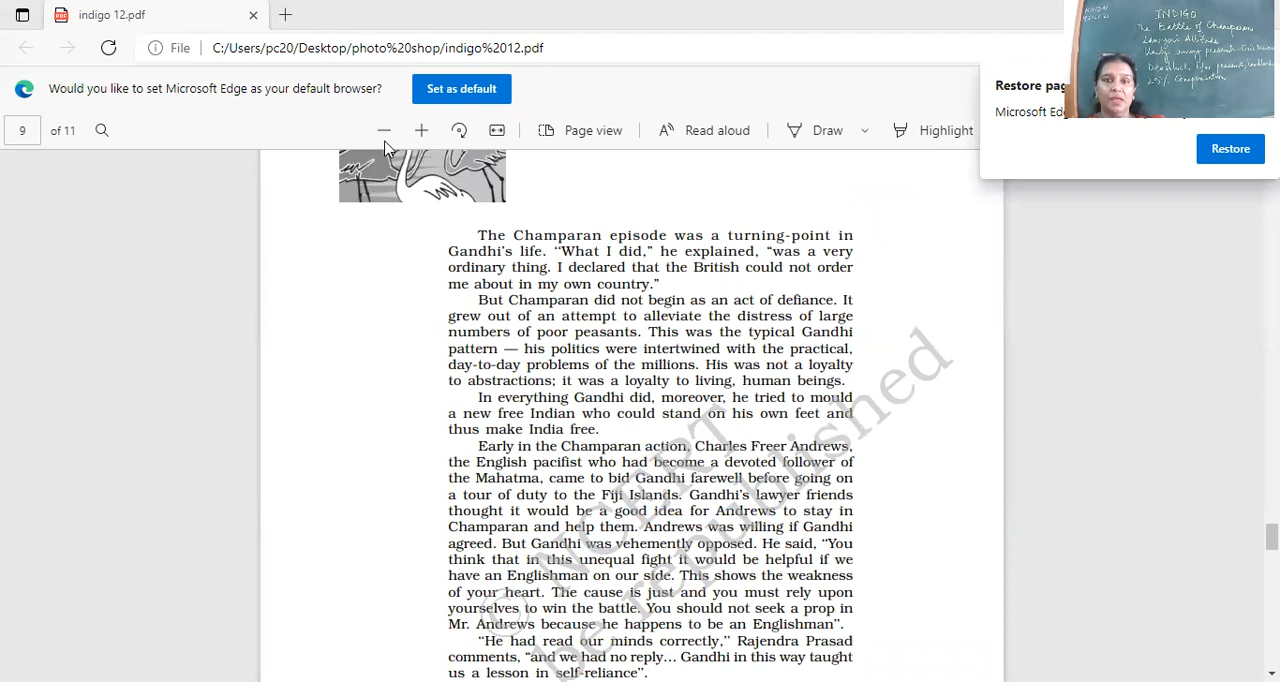 indigo 12.pdf
File
C:/Users/pc20/Desktop/photo%20shop/indigo%2012.pdf
Would you like to set Microsoft Edge as your default browser?
Set as default
9
of 11
Page view
Read aloud
Draw
Highlight
Restore pag
Microsoft Ed
Restore
INDIGO
The Battle of Champaran
Lawyer's Attitude
2
The Champaran episode was a turning-point in
Gandhi's life. “What I did,” he explained, “was a very
ordinary thing. I declared that the British could not order
me about in my own country.”
But Champaran did not begin as an act of defiance. It
grew out of an attempt to alleviate the distress of large
numbers of poor peasants. This was the typical Gandhi
pattern — his politics were intertwined with the practical,
day-to-day problems of the millions. His was not a loyalty
to abstractions; it was a loyalty to living, human beings.
In everything Gandhi did, moreover, he tried to mould
a new free Indian who could stand on his own feet and
thus make India free.
Early in the Champaran action, Charles Freer Andrews,
the English pacifist who had become a devoted follower of
the Mahatma, came to bid Gandhi farewell before going on
a tour of duty to the Fiji Islands. Gandhi's lawyer friends
thought it would be a good idea for Andrews to stay in
Champaran and help them. Andrews was willing if Gandhi
agreed. But Gandhi was vehemently opposed. He said, “You
think that in this unequal fight it would be helpful if we
have an Englishman on our side. This shows the weakness
of your heart. The cause is just and you must rely upon
yourselves to win the battle. You should not seek a prop in
Mr. Andrews because he happens to be an Englishman”.
“He had read our minds correctly,” Rajendra Prasad
comments, “and we had no reply... Gandhi in this way taught
us a lesson in self-reliance”.
© NCERT
be republished